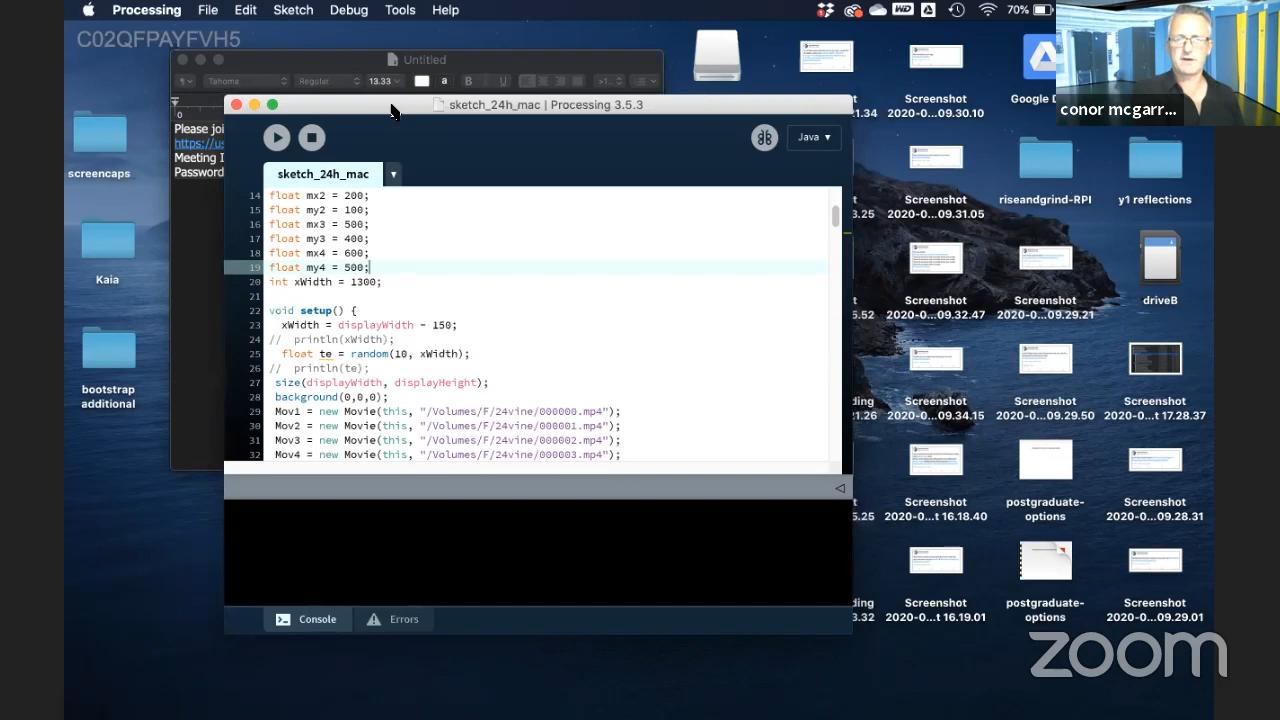 Processing File Edit Sketch Debug Tools Help
70%
conor mcgarr...
Untitled
Regular
13.33
a
B
0
Please joi
https://us
Meeting
Passwo
sketch_24h_mac | Processing 3.5.3
Java
sketch_24h_mac
14 float mx2 = 200;
15 float my2 = 100;
16 float mx3 = 500;
17 float my3 = 400;
18 float mx4 = 600;
19 float my4 = 500;
20 int xWidth = 1300;
21
22 void setup() {
23 xWidth = displayWidth - 150;
24 // println(xWidth);
25 float te = random(10, xWidth);
26 // println(te);
27 size(displayWidth, displayHeight);
28 background(0,0,0);
29 Mov1 = new Movie(this, "/Volumes/F/24vine/000000.mp4");
30 Mov2 = new Movie(this, "/Volumes/F/24vine/000001.mp4");
31 Mov3 = new Movie(this, "/Volumes/F/24vine/000002.mp4");
32 Mov4 = new Movie(this, "/Volumes/F/24vine/000003.mp4");
Console
Errors
screencaps
Kaia
bootstrap
additional
Screenshot
2020-0...09.30.10
Google D
Screenshot
2020-0...09.31.05
riseandgrind-RPI
y1 reflections
Screenshot
2020-0...09.32.47
Screenshot
2020-0...09.29.21
driveB
Screenshot
2020-0...09.34.15
Screenshot
2020-0...09.29.50
Screenshot
2020-0...t 17.28.37
Screenshot
2020-0...t 16.18.40
postgraduate-
options
Screenshot
2020-0...09.28.31
Screenshot
2020-0...t 16.19.01
postgraduate-
options
Screenshot
2020-0...09.29.01
zoom